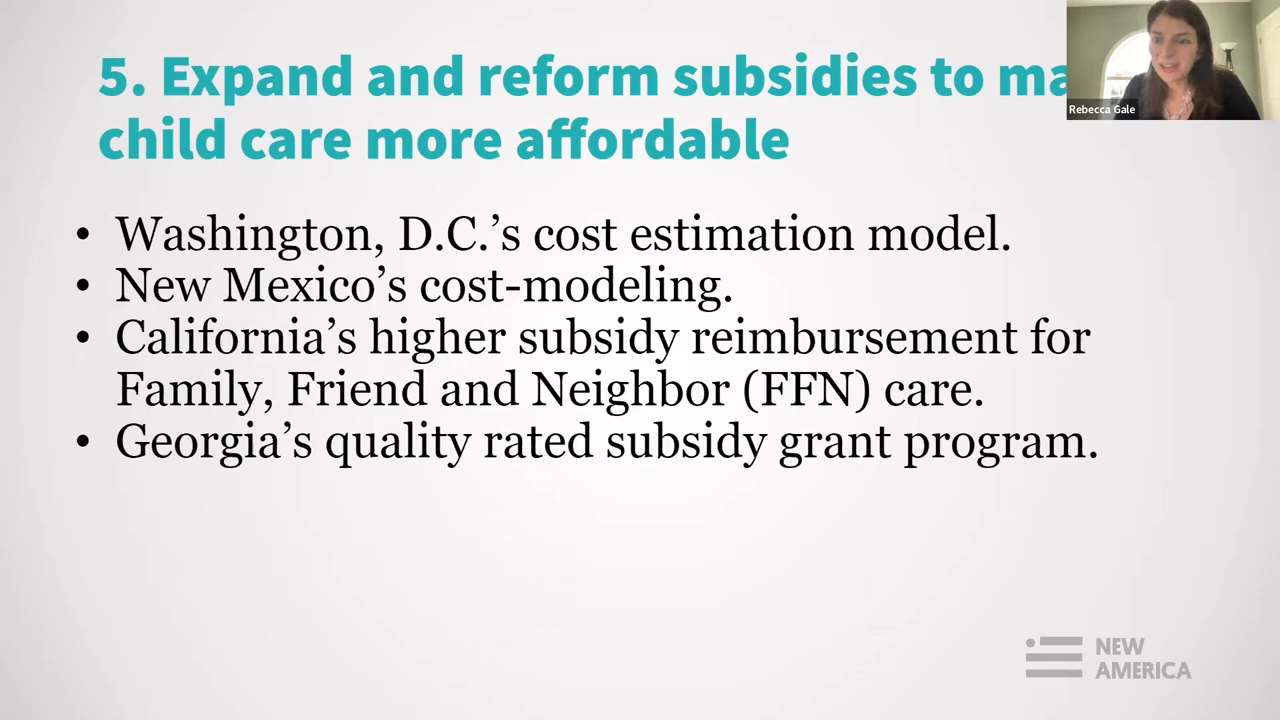 5. Expand and reform subsidies to ma
child care more affordable
Rebecca Gale
• Washington, D.C.’s cost estimation model.
• New Mexico’s cost-modeling.
• California’s higher subsidy reimbursement for
Family, Friend and Neighbor (FFN) care.
• Georgia’s quality rated subsidy grant program.
NEW
AMERICA